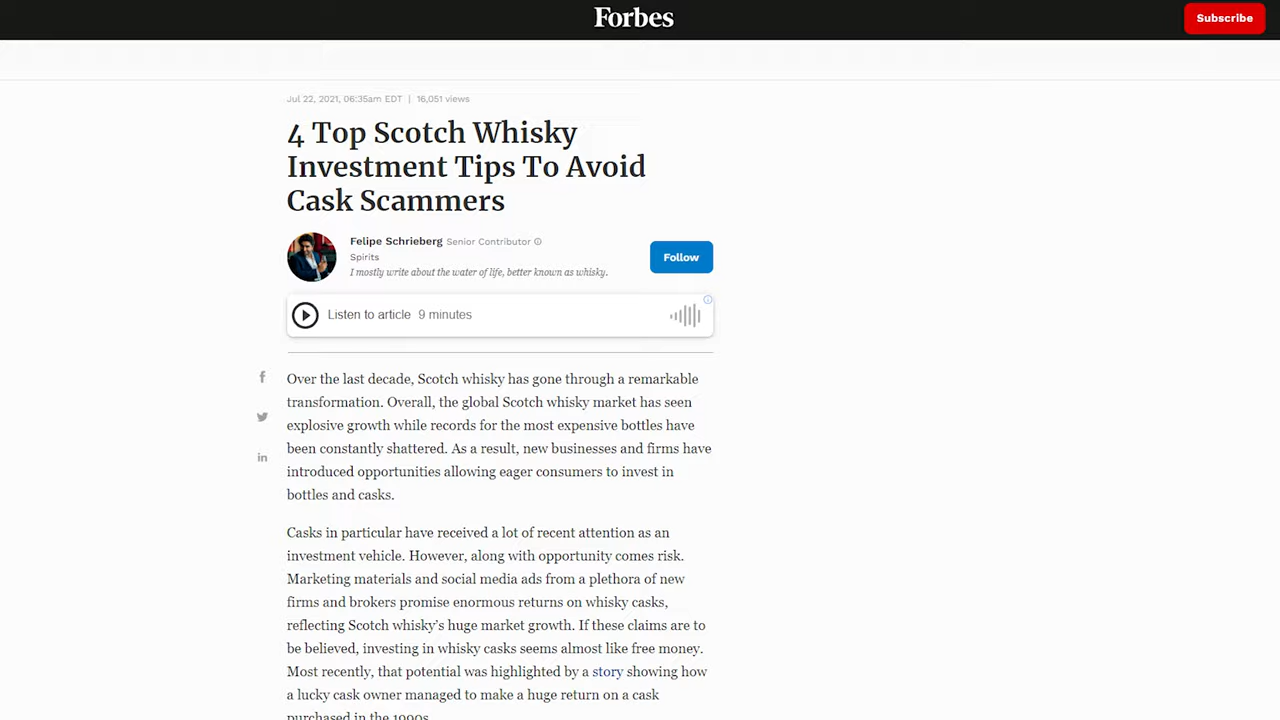 Forbes
Subscribe
Jul 22, 2021, 06:35am EDT | 16,051 views
4 Top Scotch Whisky
Investment Tips To Avoid
Cask Scammers
Felipe Schrieberg Senior Contributor
Spirits
I mostly write about the water of life, better known as whisky.
Follow
Listen to article 9 minutes
Over the last decade, Scotch whisky has gone through a remarkable
transformation. Overall, the global Scotch whisky market has seen
explosive growth while records for the most expensive bottles have
been constantly shattered. As a result, new businesses and firms have
introduced opportunities allowing eager consumers to invest in
bottles and casks.
Casks in particular have received a lot of recent attention as an
investment vehicle. However, along with opportunity comes risk.
Marketing materials and social media ads from a plethora of new
firms and brokers promise enormous returns on whisky casks,
reflecting Scotch whisky's huge market growth. If these claims are to
be believed, investing in whisky casks seems almost like free money.
Most recently, that potential was highlighted by a story showing how
a lucky cask owner managed to make a huge return on a cask
purchased in the 1990s.